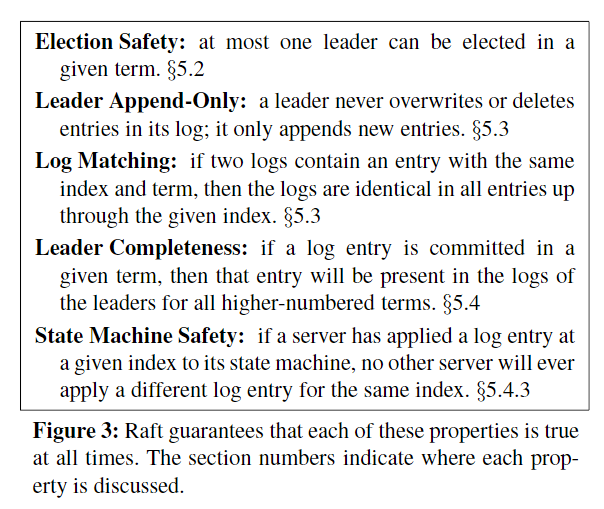 Election Safety: at most one leader can be elected in a
given term. §5.2
Leader Append-Only: a leader never overwrites or deletes
entries in its log; it only appends new entries. §5.3
Log Matching: if two logs contain an entry with the same
index and term, then the logs are identical in all entries up
through the given index. §5.3
Leader Completeness: if a log entry is committed in a
given term, then that entry will be present in the logs of
the leaders for all higher-numbered terms. §5.4
State Machine Safety: if a server has applied a log entry at
a given index to its state machine, no other server will ever
apply a different log entry for the same index. §5.4.3
Figure 3: Raft guarantees that each of these properties is true
at all times. The section numbers indicate where each prop-
erty is discussed.